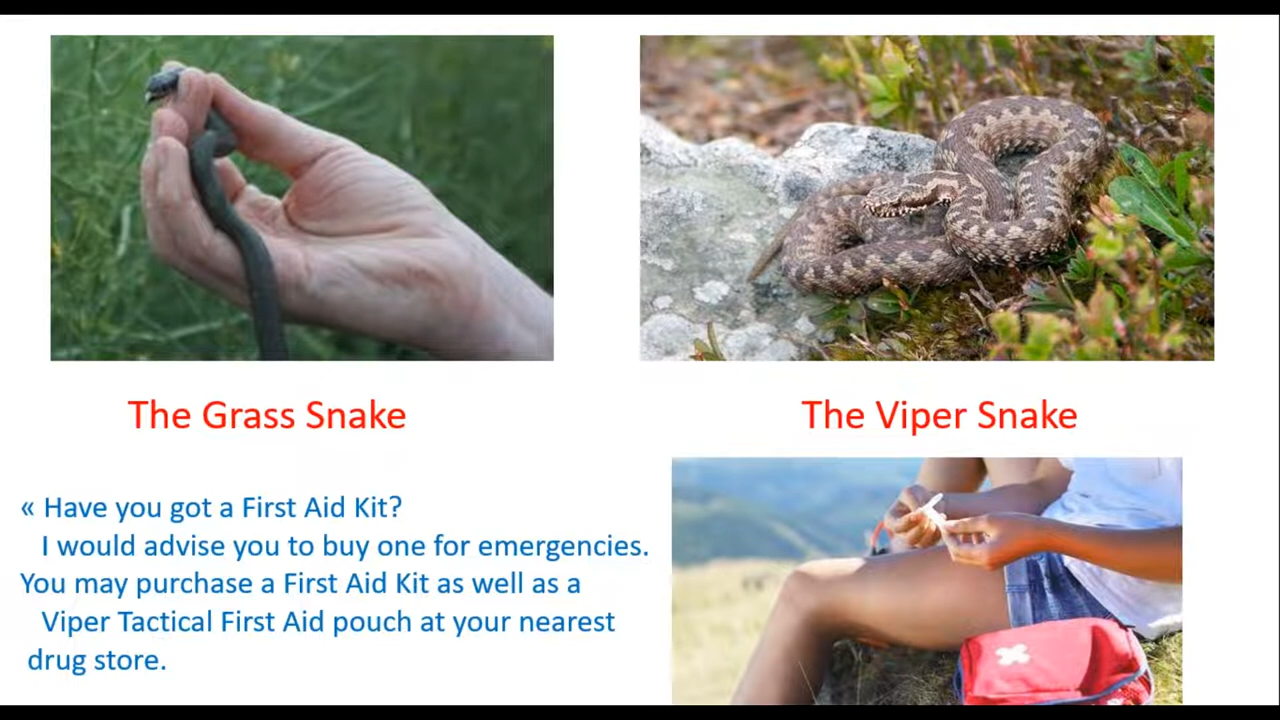 The Grass Snake
The Viper Snake
« Have you got a First Aid Kit?
I would advise you to buy one for emergencies.
You may purchase a First Aid Kit as well as a
Viper Tactical First Aid pouch at your nearest
drug store.